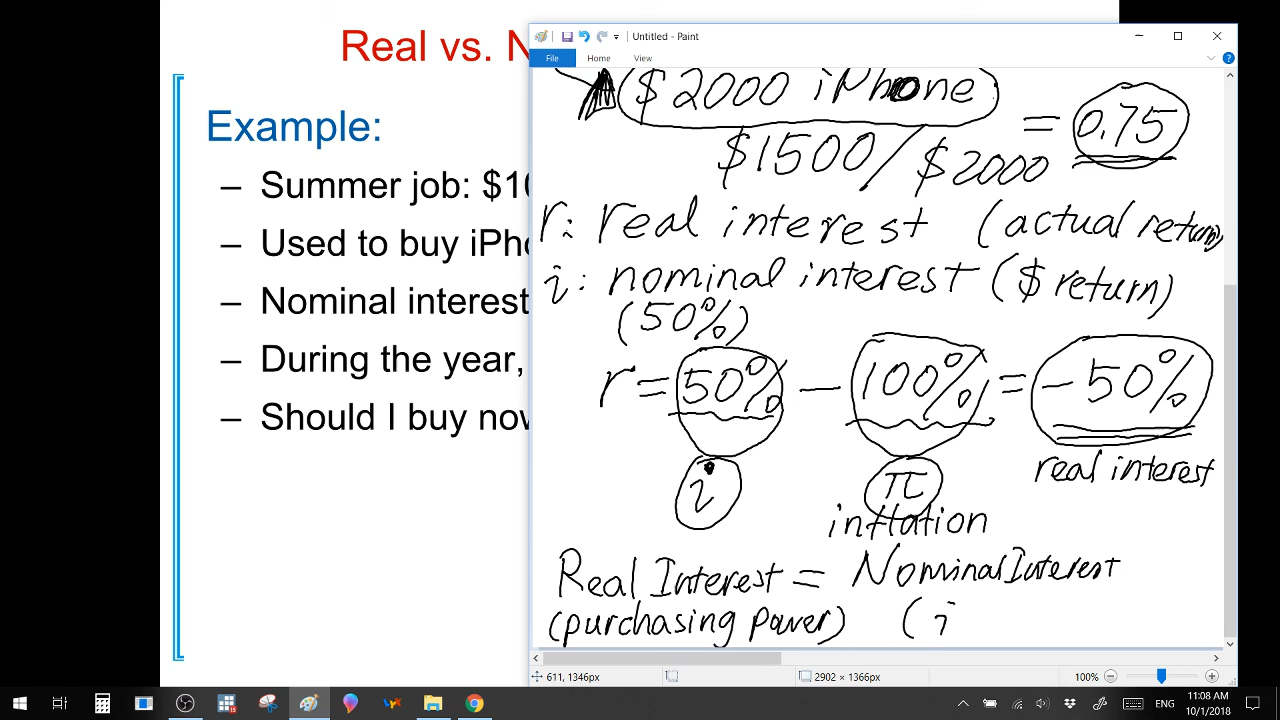 Real vs. N
Example:
– Summer job: $10
– Used to buy iPho
– Nominal interest
– During the year,
– Should I buy now
Untitled - Paint
File Home View
$2000 iPhone
= 0.75
$1500/$2000
r: real interest (actual return)
i: nominal interest ($ return)
(50%)
r = 50% – 100% = –50%
i π real interest
inflation
Real Interest = Nominal Interest
(purchasing power) (i
611, 1346px 2902 × 1366px 100%
ENG 11:08 AM
10/1/2018